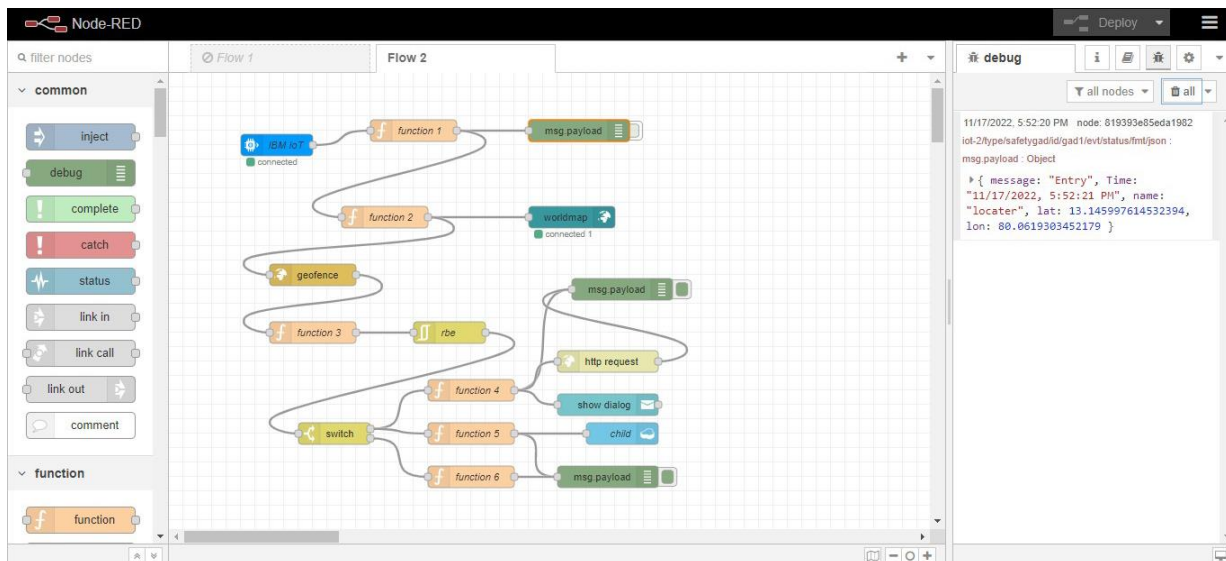 Node-RED
Deploy
filter nodes
Flow 1
Flow 2
debug
i
all nodes
all
common
inject
debug
complete
catch
status
link in
link call
link out
comment
function
function
IBM IoT
connected
function 1
msg.payload
function 2
worldmap
connected 1
geofence
msg.payload
function 3
rbe
http request
function 4
show dialog
switch
function 5
child
function 6
msg.payload
11/17/2022, 5:52:20 PM node: 819393e85eda1982
iot-2/type/safetygad/id/gad1/evt/status/fmt/json :
msg.payload : Object
{ message: "Entry", Time:
"11/17/2022, 5:52:21 PM", name:
"locater", lat: 13.145997614532394,
lon: 80.0619303452179 }